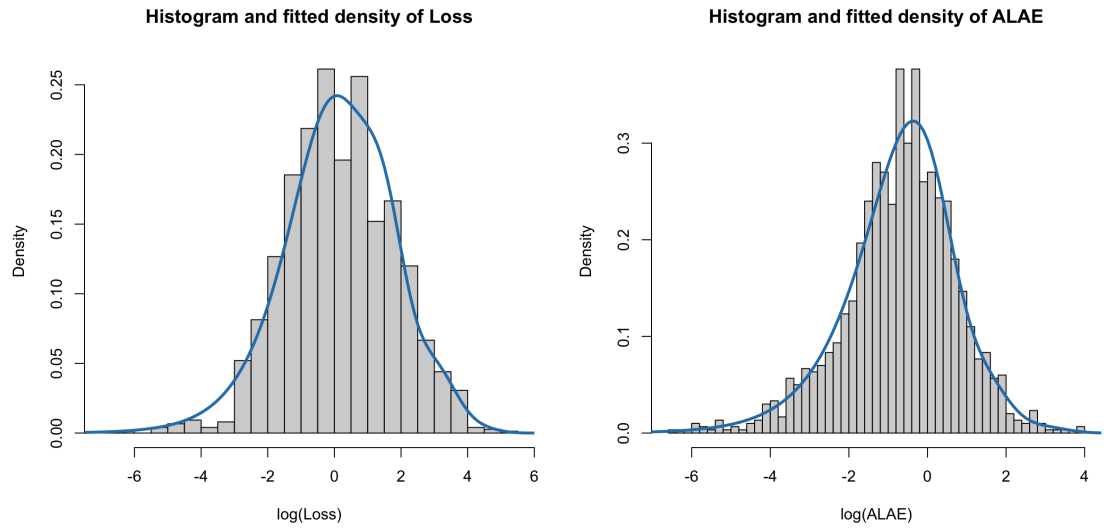 Histogram and fitted density of Loss
Density
0.00
0.05
0.10
0.15
0.20
0.25
-6 -4 -2 0 2 4 6
log(Loss)
Histogram and fitted density of ALAE
Density
0.0
0.1
0.2
0.3
-6 -4 -2 0 2 4
log(ALAE)